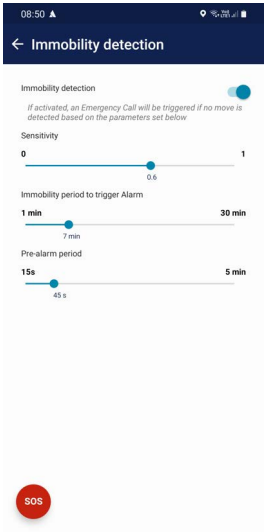 08:50
← Immobility detection
Immobility detection
If activated, an Emergency Call will be triggered if no move is
detected based on the parameters set below
Sensitivity
0 1
0.6
Immobility period to trigger Alarm
1 min 30 min
7 min
Pre-alarm period
15s 5 min
45 s
SOS